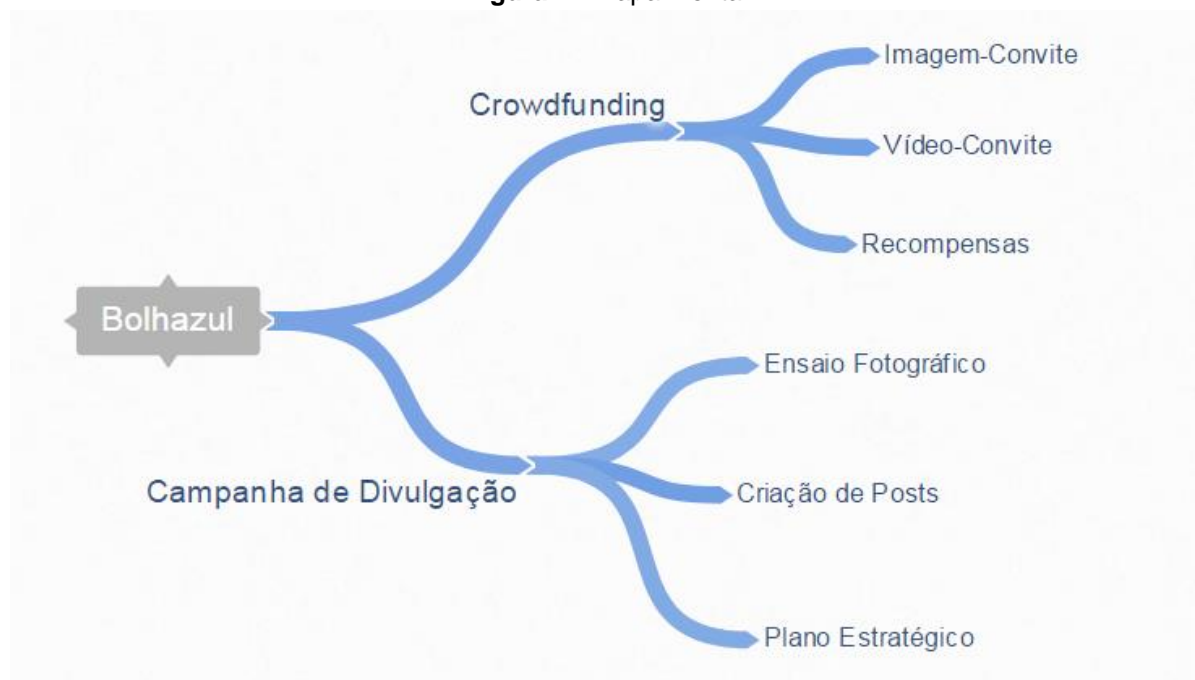 Crowdfunding
Imagem-Convite
Vídeo-Convite
Recompensas
Bolhazul
Campanha de Divulgação
Ensaio Fotográfico
Criação de Posts
Plano Estratégico